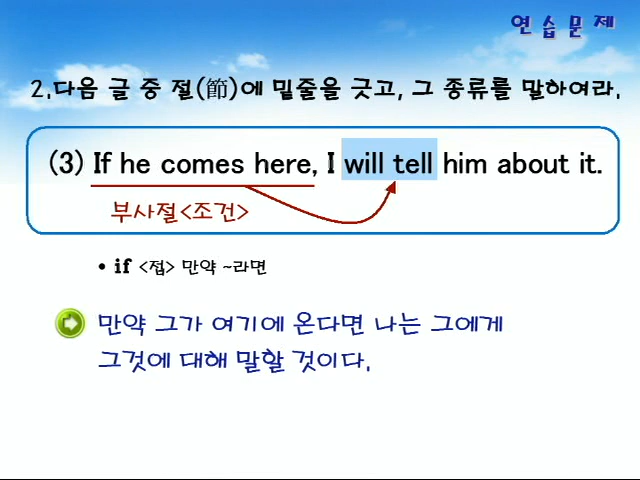 연습문제
2.다음 글 중 절(節)에 밑줄을 긋고, 그 종류를 말하여라.
(3) If he comes here, I will tell him about it.
부사절<조건>
• if <접> 만약 ~라면
만약 그가 여기에 온다면 나는 그에게
그것에 대해 말할 것이다.